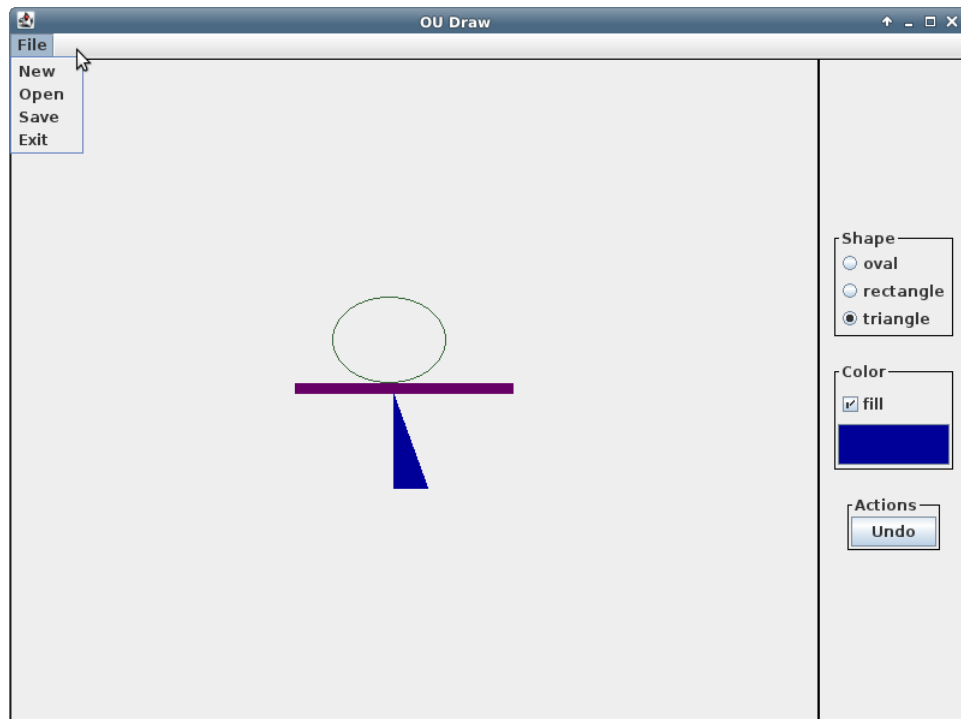 OU Draw
File
New
Open
Save
Exit
Shape
oval
rectangle
triangle
Color
fill
Actions
Undo